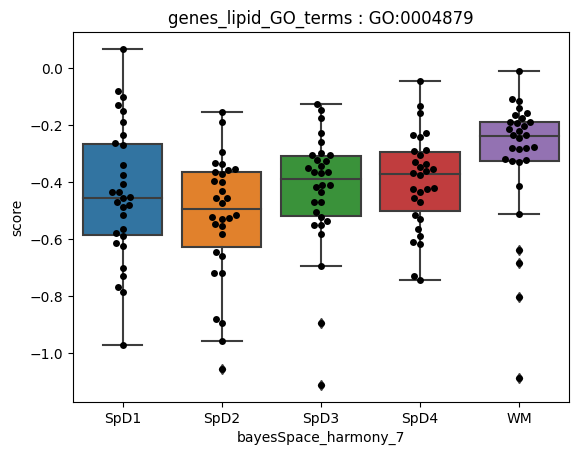 genes_lipid_GO_terms : GO:0004879
score
0.0
−0.2
−0.4
−0.6
−0.8
−1.0
SpD1 SpD2 SpD3 SpD4 WM
bayesSpace_harmony_7